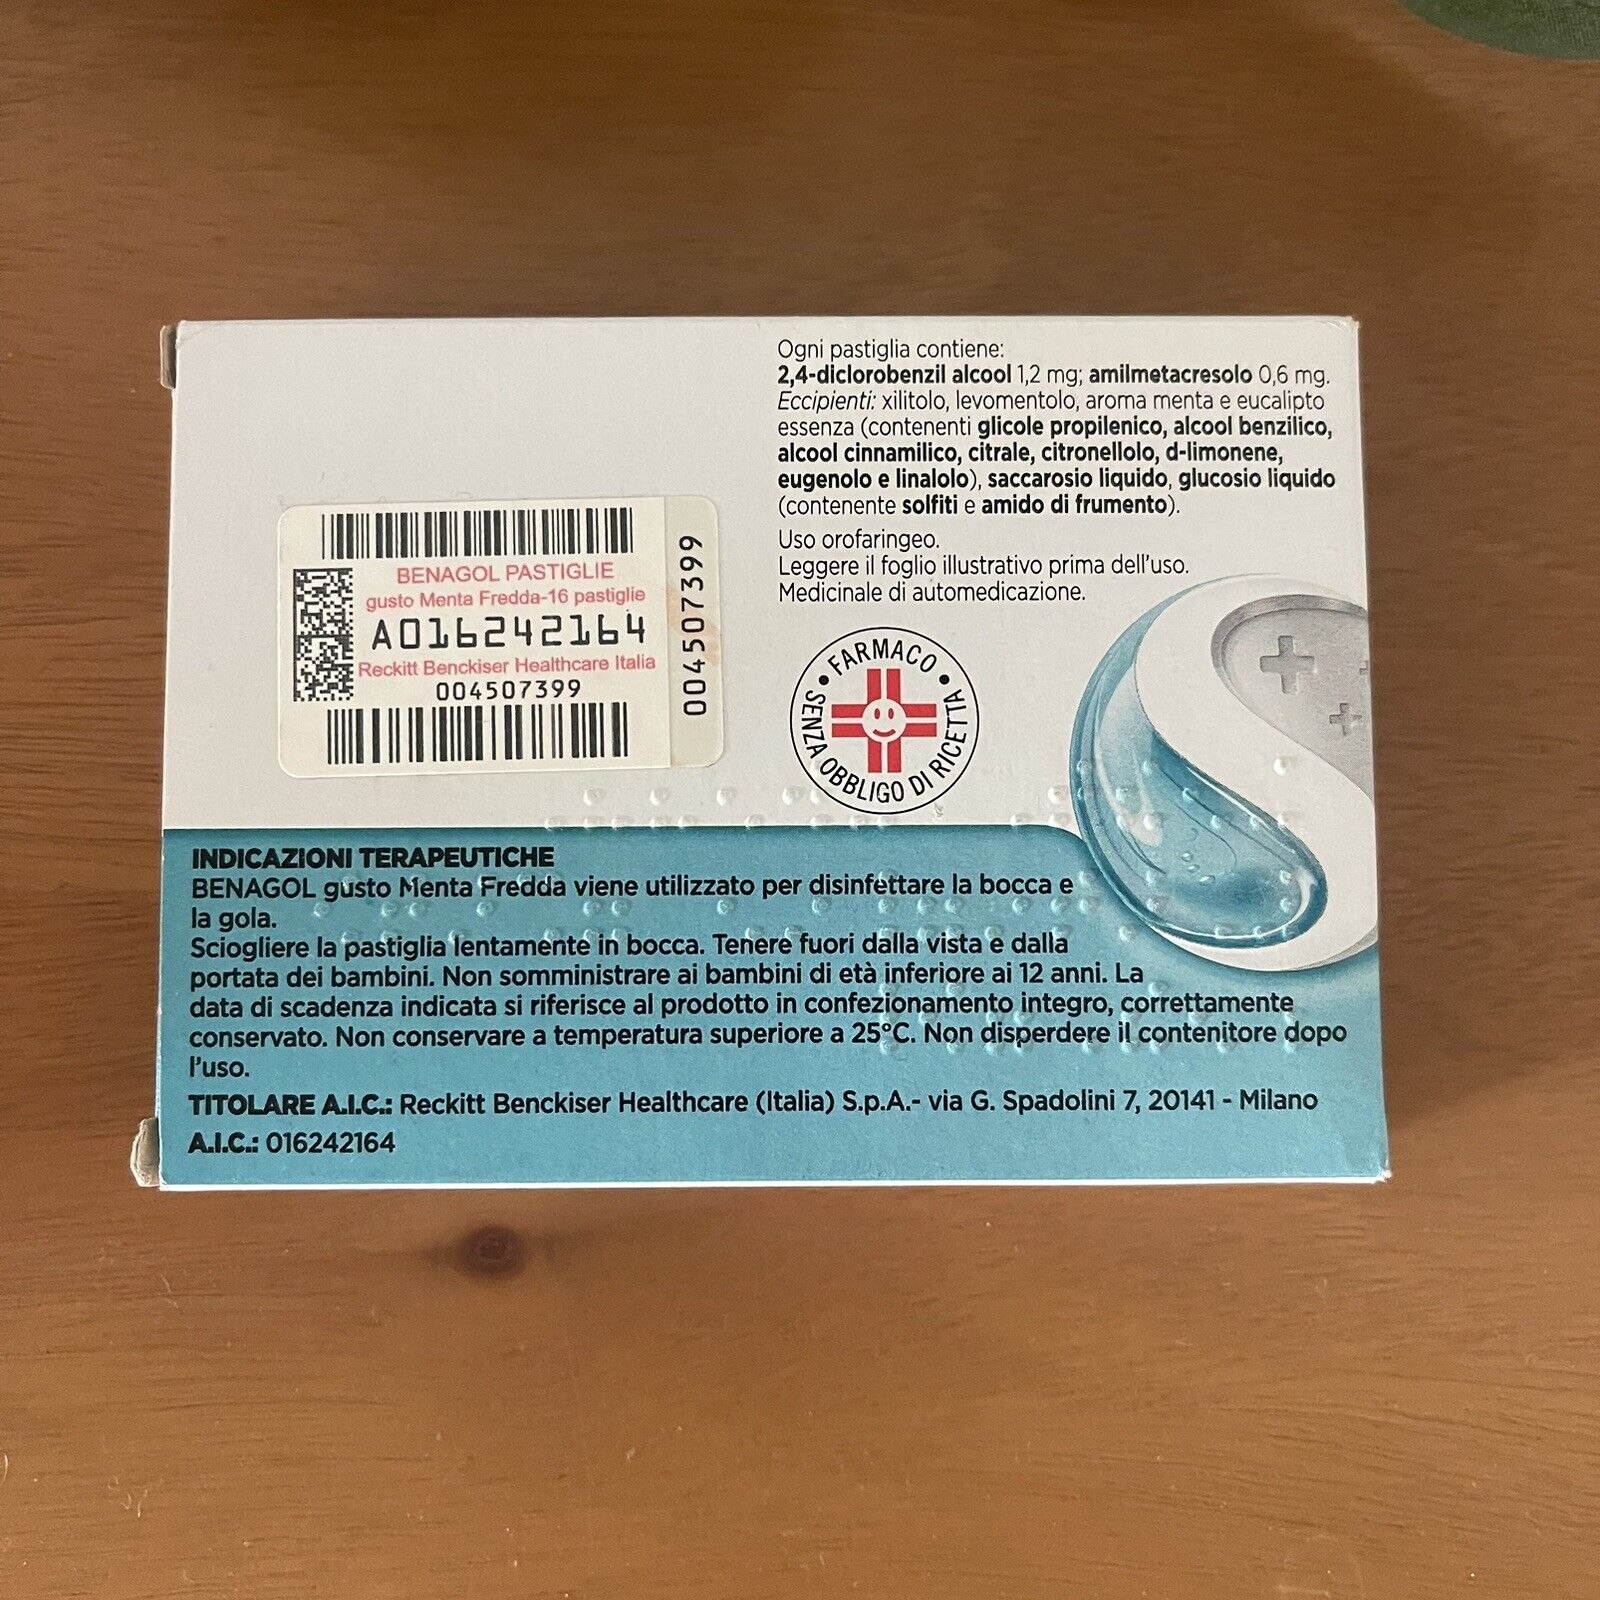 Ogni pastiglia contiene:
2,4-diclorobenzil alcool 1,2 mg; amilmetacresolo 0,6 mg.
Eccipienti: xilitolo, levomentolo, aroma menta e eucalipto
essenza (contenenti glicole propilenico, alcool benzilico,
alcool cinnamilico, citrale, citronellolo, d-limonene,
eugenolo e linalolo), saccarosio liquido, glucosio liquido
(contenente solfiti e amido di frumento).
Uso orofaringeo.
Leggere il foglio illustrativo prima dell'uso.
Medicinale di automedicazione.
BENAGOL PASTIGLIE
gusto Menta Fredda-16 pastiglie
A016242164
Reckitt Benckiser Healthcare Italia
004507399
004507399
FARMACO
SENZA OBBLIGO DI RICETTA
INDICAZIONI TERAPEUTICHE
BENAGOL gusto Menta Fredda viene utilizzato per disinfettare la bocca e
la gola.
Sciogliere la pastiglia lentamente in bocca. Tenere fuori dalla vista e dalla
portata dei bambini. Non somministrare ai bambini di età inferiore ai 12 anni. La
data di scadenza indicata si riferisce al prodotto in confezionamento integro, correttamente
conservato. Non conservare a temperatura superiore a 25°C. Non disperdere il contenitore dopo
l'uso.
TITOLARE A.I.C.: Reckitt Benckiser Healthcare (Italia) S.p.A.- via G. Spadolini 7, 20141 - Milano
A.I.C.: 016242164